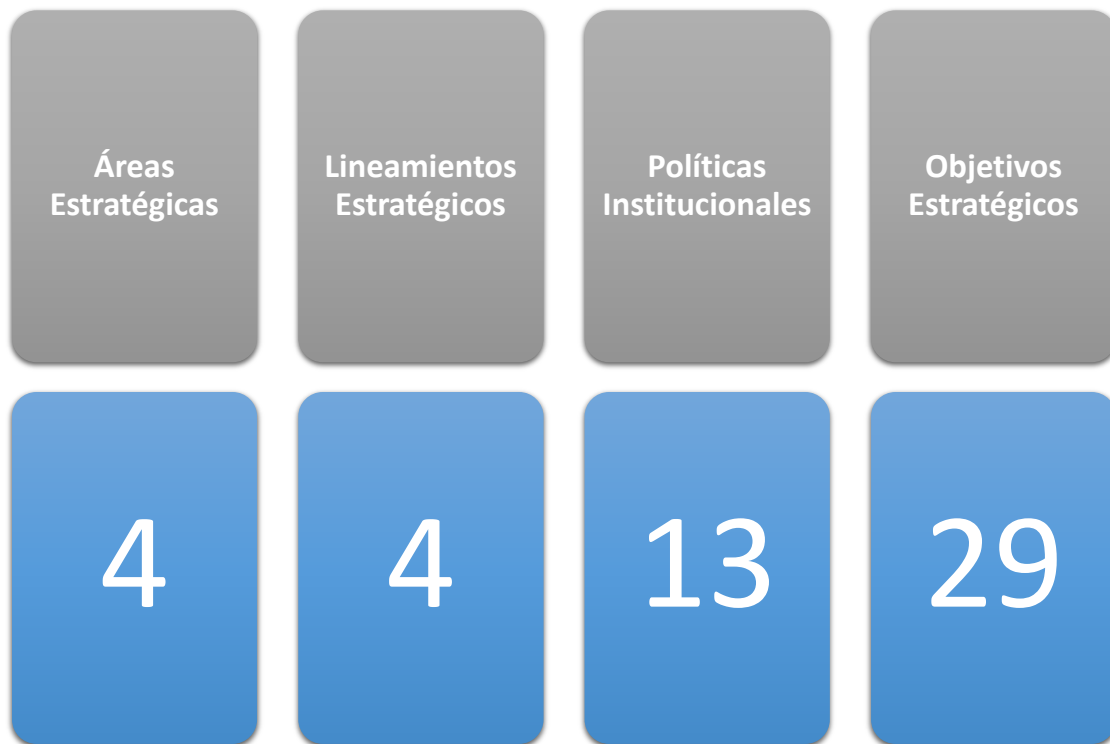 Áreas
Estratégicas
Lineamientos
Estratégicos
Políticas
Institucionales
Objetivos
Estratégicos
4
4
13
29